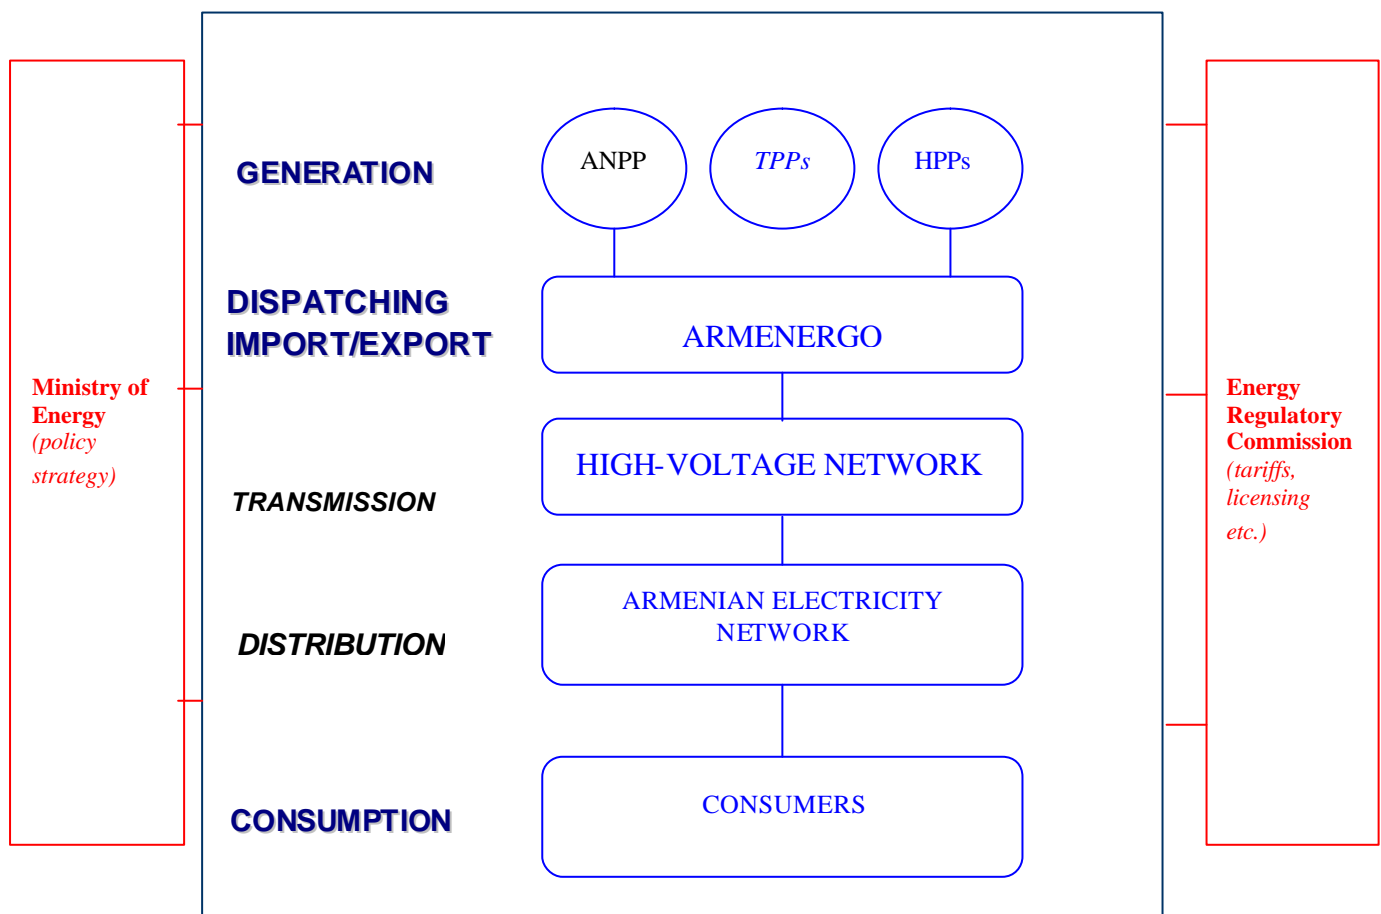 GENERATION
ANPP
TPPs
HPPs
DISPATCHING
IMPORT/EXPORT
ARMENERGO
Ministry of
Energy
(policy
strategy)
HIGH-VOLTAGE NETWORK
TRANSMISSION
Energy
Regulatory
Commission
(tariffs,
licensing
etc.)
ARMENIAN ELECTRICITY
NETWORK
DISTRIBUTION
CONSUMPTION
CONSUMERS